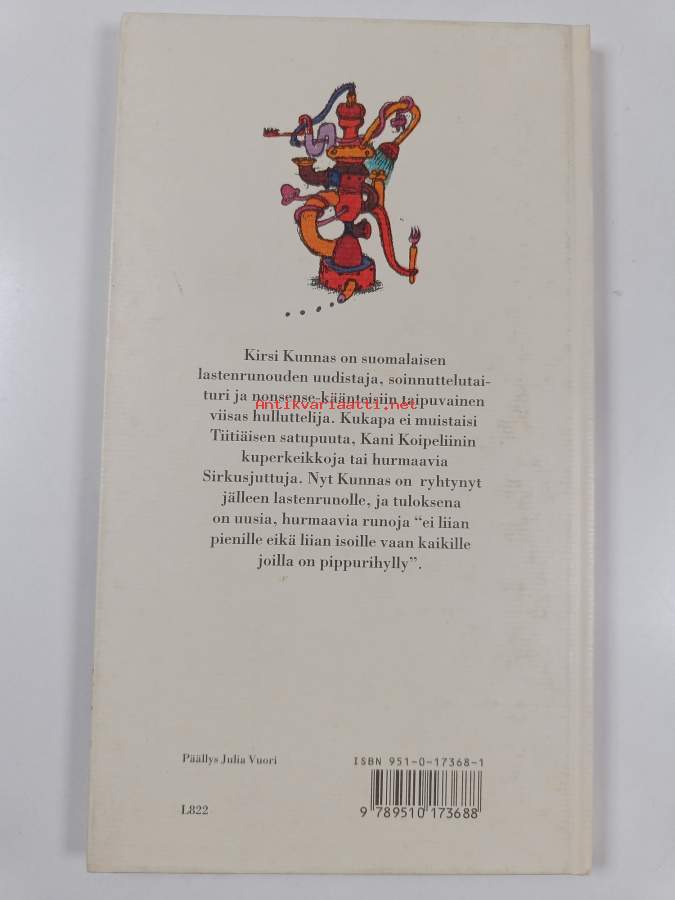 Kirsi Kunnas on suomalaisen
lastenrunouden uudistaja, soinnuttelutai-
turi ja nonsense-käänteisiin taipuvainen
Antikvariaatti.net
viisas hulluttelija. Kukapa ei muistaisi
Tiitiäisen satupuuta, Kani Koipeliinin
kuperkeikkoja tai hurmaavia
Sirkusjuttuja. Nyt Kunnas on ryhtynyt
jälleen lastenrunolle, ja tuloksena
on uusia, hurmaavia runoja “ei liian
pienille eikä liian isoille vaan kaikille
joilla on pippurihylly”.
Päällys Julia Vuori
ISBN 951-0-17368-1
L822
9 789510 173688